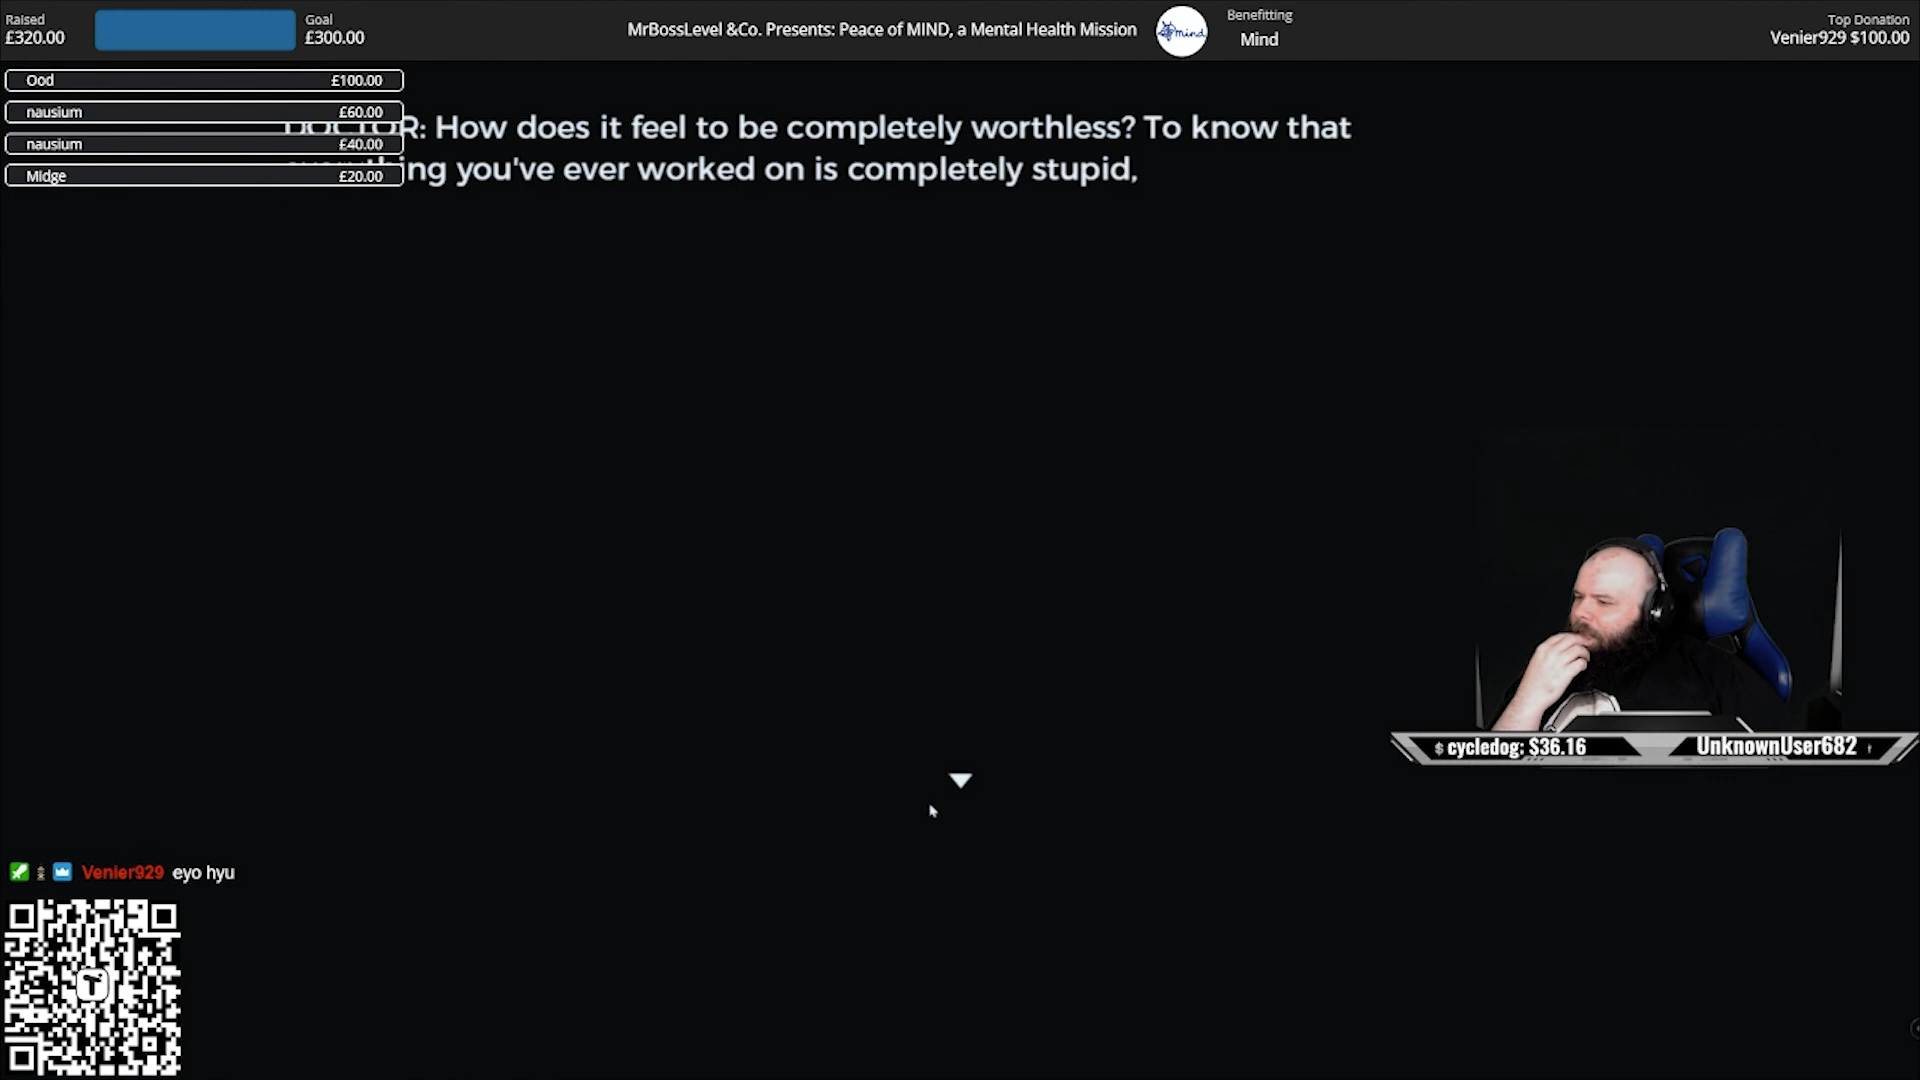 Raised
£320.00
Goal
£300.00
MrBossLevel &Co. Presents: Peace of MIND, a Mental Health Mission
mind
Benefitting
Mind
Top Donation
Venier929 $100.00
Ood £100.00
nausium £60.00
nausium £40.00
Midge £20.00
DOCTOR: How does it feel to be completely worthless? To know that
thing you've ever worked on is completely stupid,
cycledog: $36.16
UnknownUser682
Venier929 eyo hyu